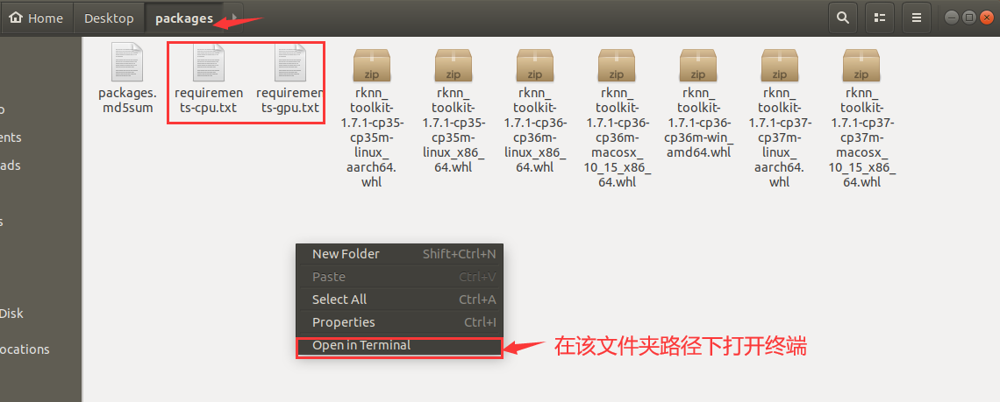 Home Desktop packages
packages.
md5sum
requiremen
ts-cpu.txt
requiremen
ts-gpu.txt
zip
rknn_
toolkit-
1.7.1-cp35-
cp35m-
linux_
aarch64.
whl
zip
rknn_
toolkit-
1.7.1-cp35-
cp35m-
linux_x86_
64.whl
zip
rknn_
toolkit-
1.7.1-cp36-
cp36m-
linux_x86_
64.whl
zip
rknn_
toolkit-
1.7.1-cp36-
cp36m-
macosx_
10_15_x86_
64.whl
zip
rknn_
toolkit-
1.7.1-cp36-
cp36m-win_
amd64.whl
zip
rknn_
toolkit-
1.7.1-cp37-
cp37m-
linux_
aarch64.
whl
zip
rknn_
toolkit-
1.7.1-cp37-
cp37m-
macosx_
10_15_x86_
64.whl
o
ents
ads
s
Disk
ocations
New Folder Shift+Ctrl+N
Paste Ctrl+V
Select All Ctrl+A
Properties Ctrl+I
Open in Terminal
在该文件夹路径下打开终端